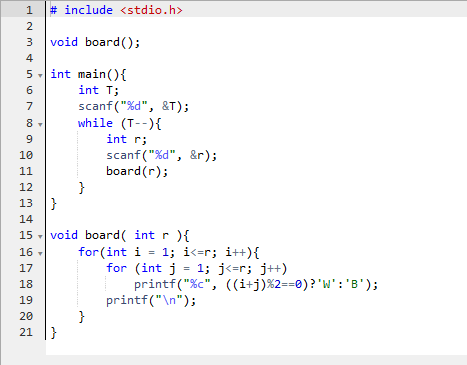 1 # include <stdio.h>
2
3 void board();
4
5 int main(){
6 int T;
7 scanf("%d", &T);
8 while (T--){
9 int r;
10 scanf("%d", &r);
11 board(r);
12 }
13 }
14
15 void board( int r ){
16 for(int i = 1; i<=r; i++){
17 for (int j = 1; j<=r; j++)
18 printf("%c", ((i+j)%2==0)?'W':'B');
19 printf("\n");
20 }
21 }